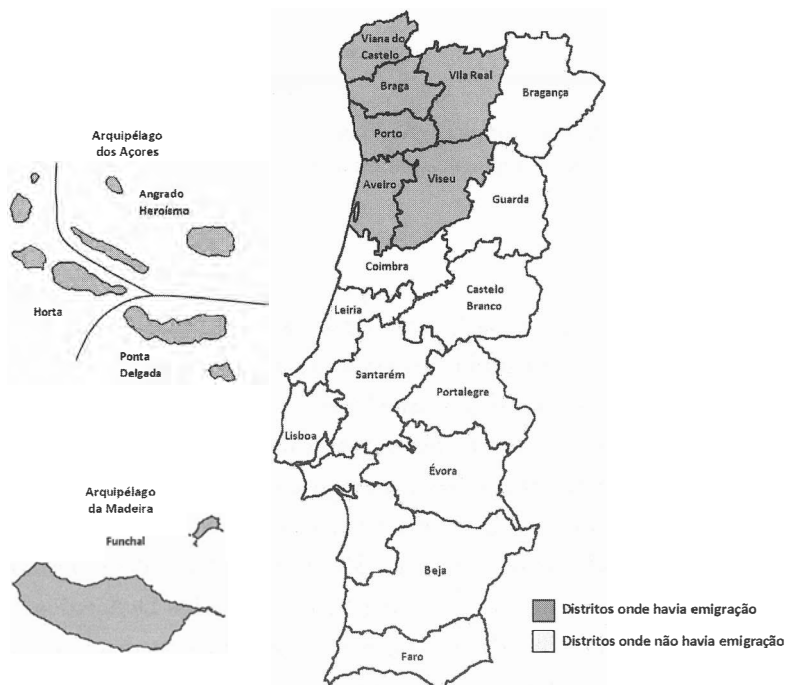 Viana do
Castelo
Braga
Vila Real
Bragança
Porto
Aveiro
Viseu
Guarda
Coimbra
Leiria
Castelo
Branco
Santarém
Portalegre
Lisboa
Évora
Beja
Faro
Arquipélago
dos Açores
Angrado
Heroísmo
Horta
Ponta
Delgada
Arquipélago
da Madeira
Funchal
Distritos onde havia emigração
Distritos onde não havia emigração